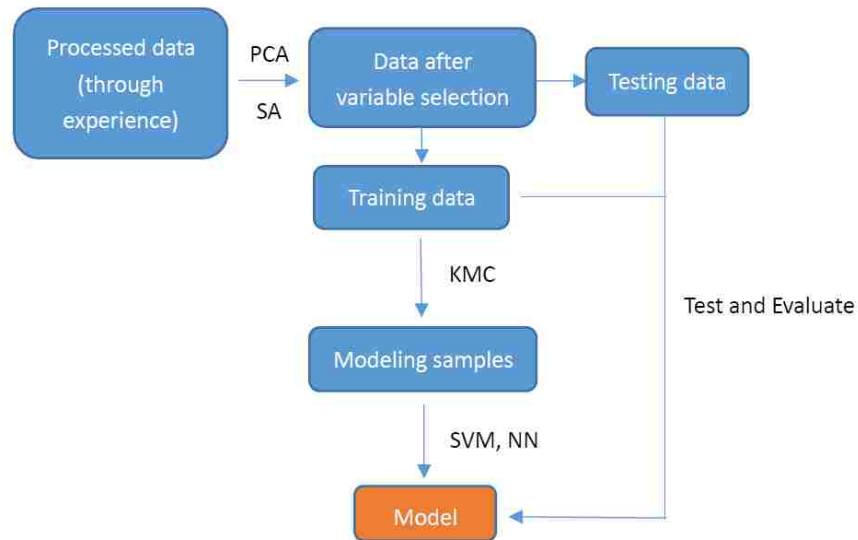 Processed data
(through
experience)
PCA
SA
Data after
variable selection
Testing data
Training data
KMC
Test and Evaluate
Modeling samples
SVM, NN
Model